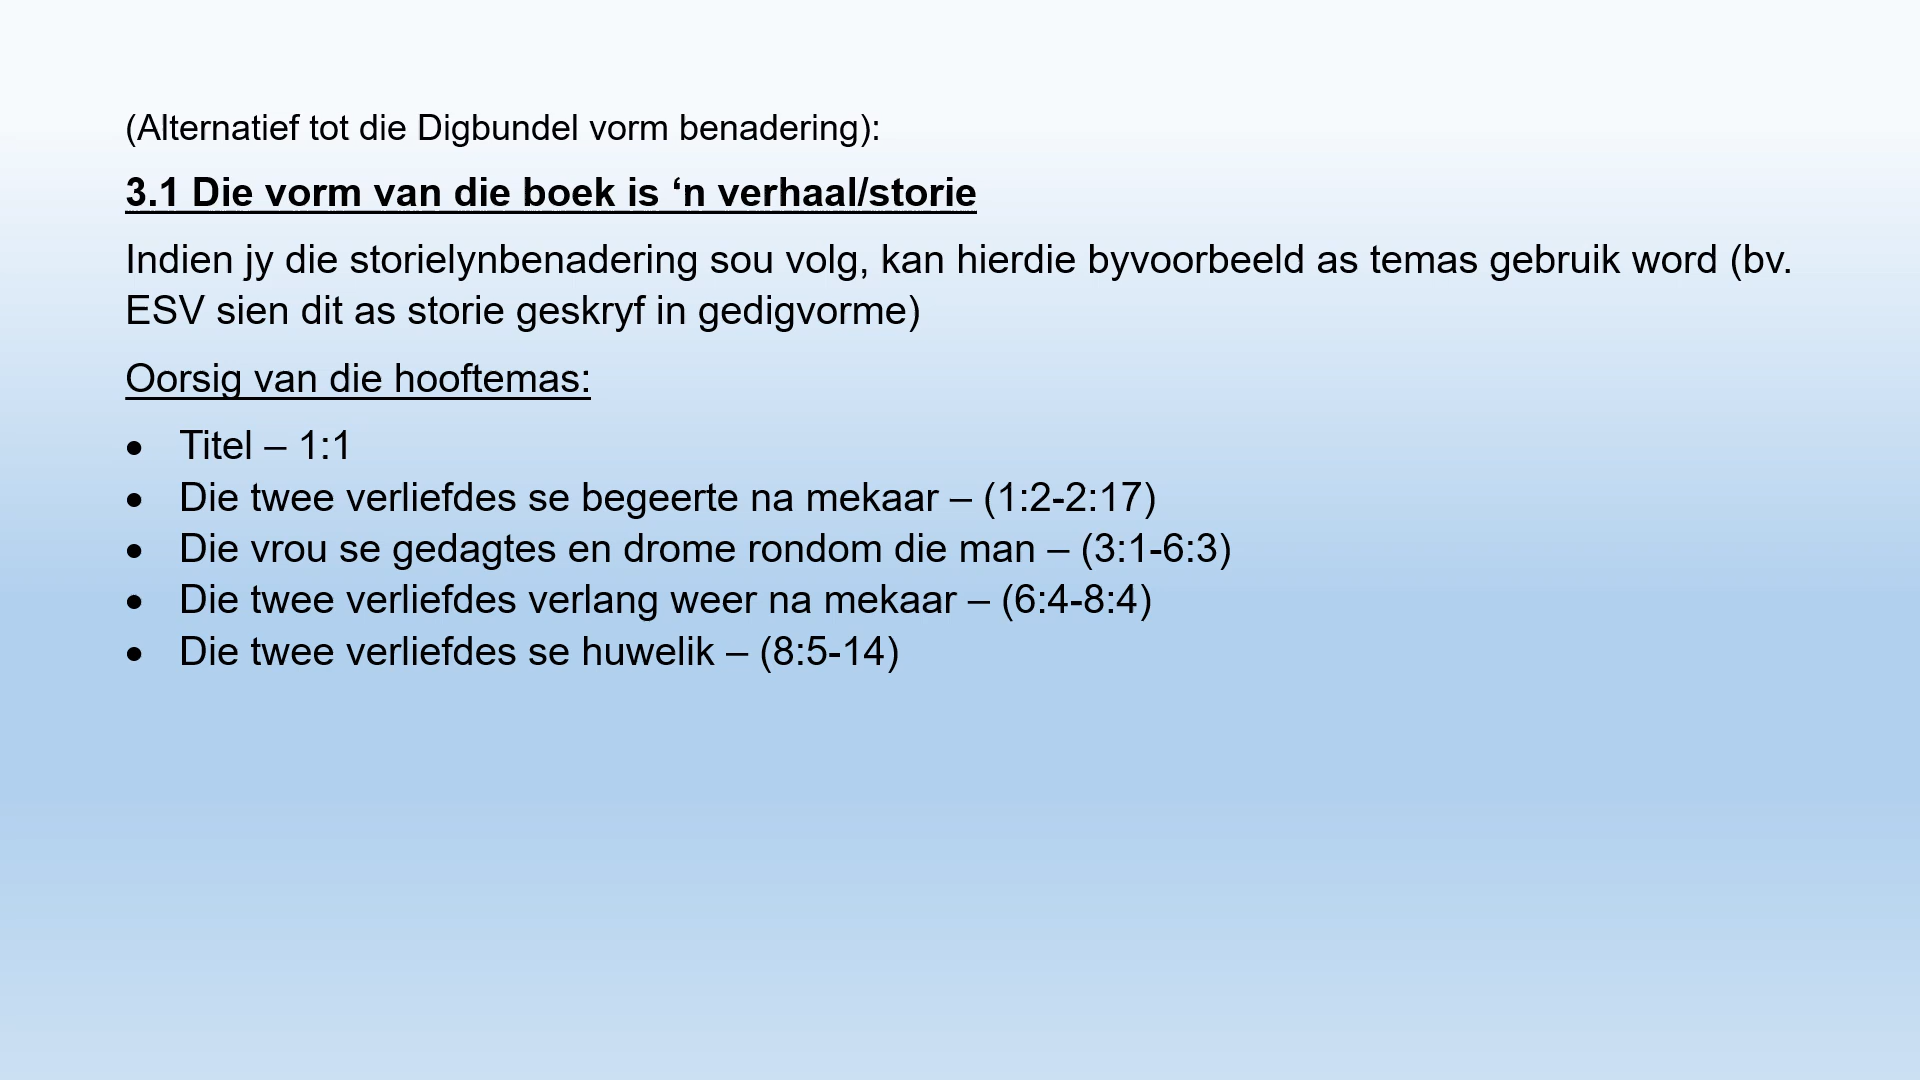 (Alternatief tot die Digbundel vorm benadering):
3.1 Die vorm van die boek is ‘n verhaal/storie
Indien jy die storielynbenadering sou volg, kan hierdie byvoorbeeld as temas gebruik word (bv.
ESV sien dit as storie geskryf in gedigvorme)
Oorsig van die hooftemas:
• Titel – 1:1
• Die twee verliefdes se begeerte na mekaar – (1:2-2:17)
• Die vrou se gedagtes en drome rondom die man – (3:1-6:3)
• Die twee verliefdes verlang weer na mekaar – (6:4-8:4)
• Die twee verliefdes se huwelik – (8:5-14)